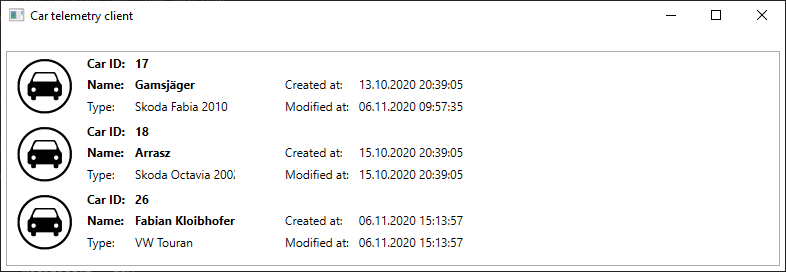 Car telemetry client
Car ID: 17
Name: Gamsjäger Created at: 13.10.2020 20:39:05
Type: Skoda Fabia 2010 Modified at: 06.11.2020 09:57:35
Car ID: 18
Name: Arrasz Created at: 15.10.2020 20:39:05
Type: Skoda Octavia 2002 Modified at: 15.10.2020 20:39:05
Car ID: 26
Name: Fabian Kloibhofer Created at: 06.11.2020 15:13:57
Type: VW Touran Modified at: 06.11.2020 15:13:57